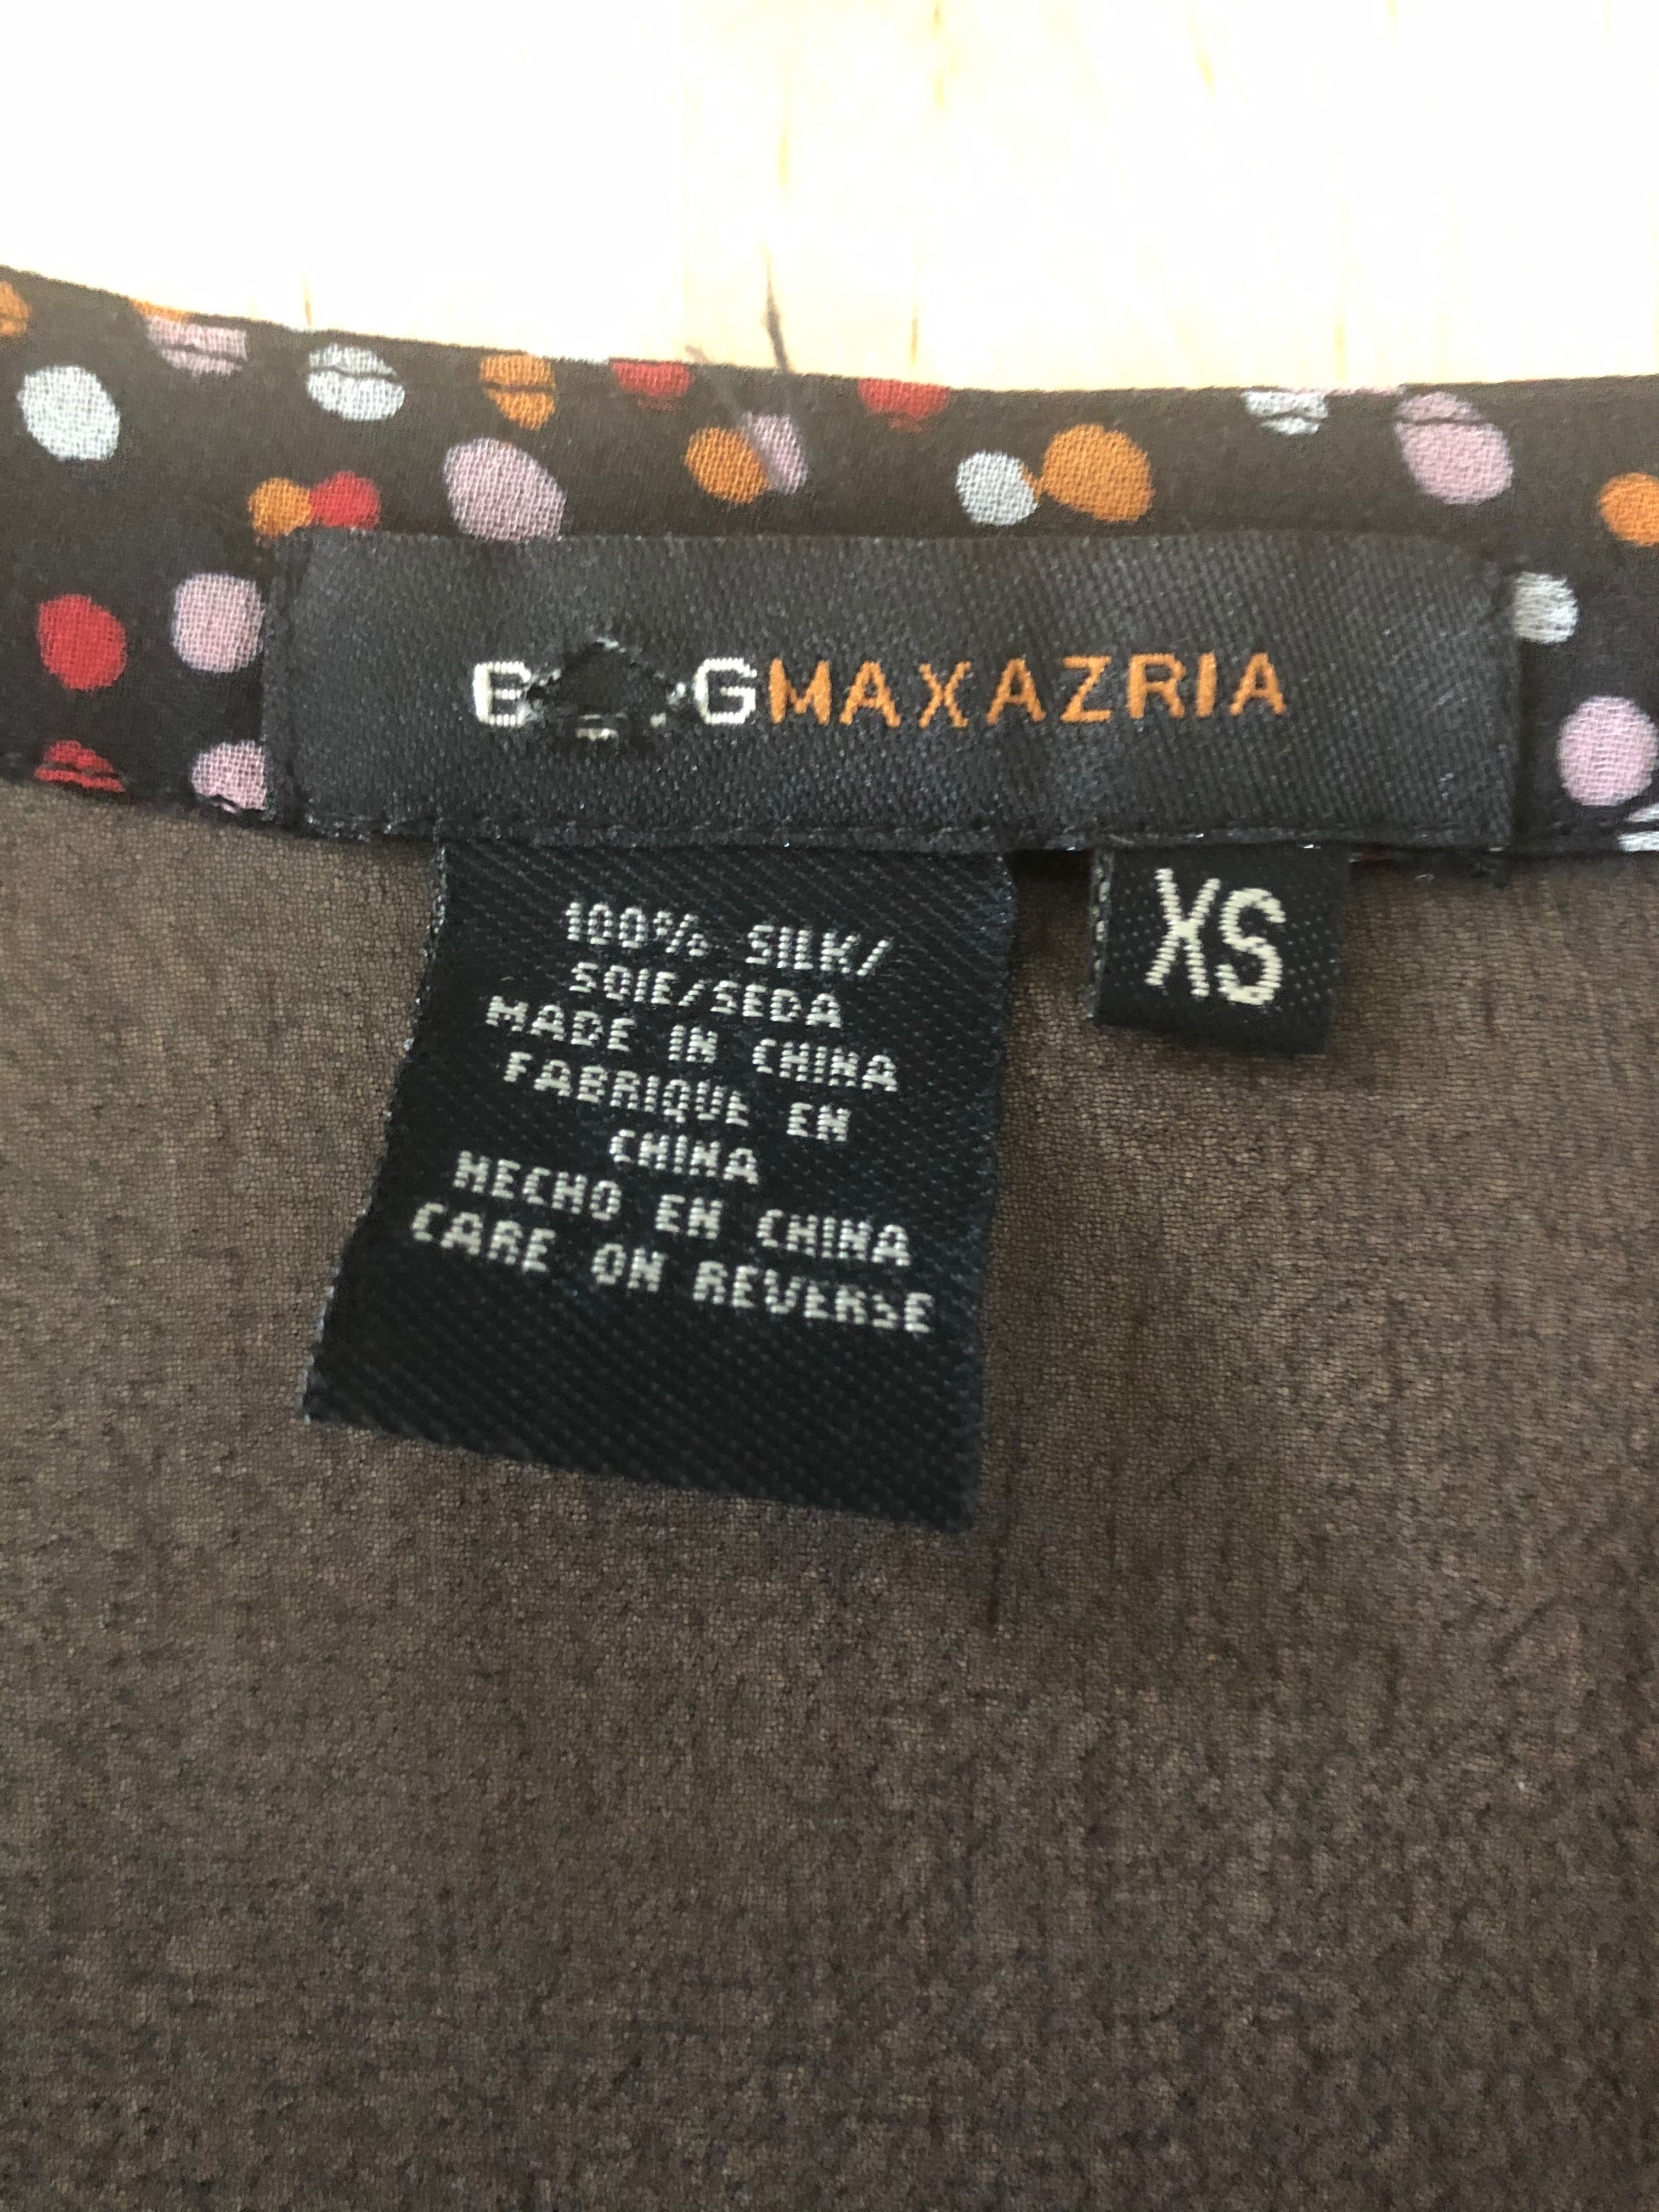 MAXAZRIA
XS
100% SILK/
SOIE/SEDA
MADE IN CHINA
FABRIQUE EN
CHINA
HECHO EN CHINA
CARE ON REVERSE